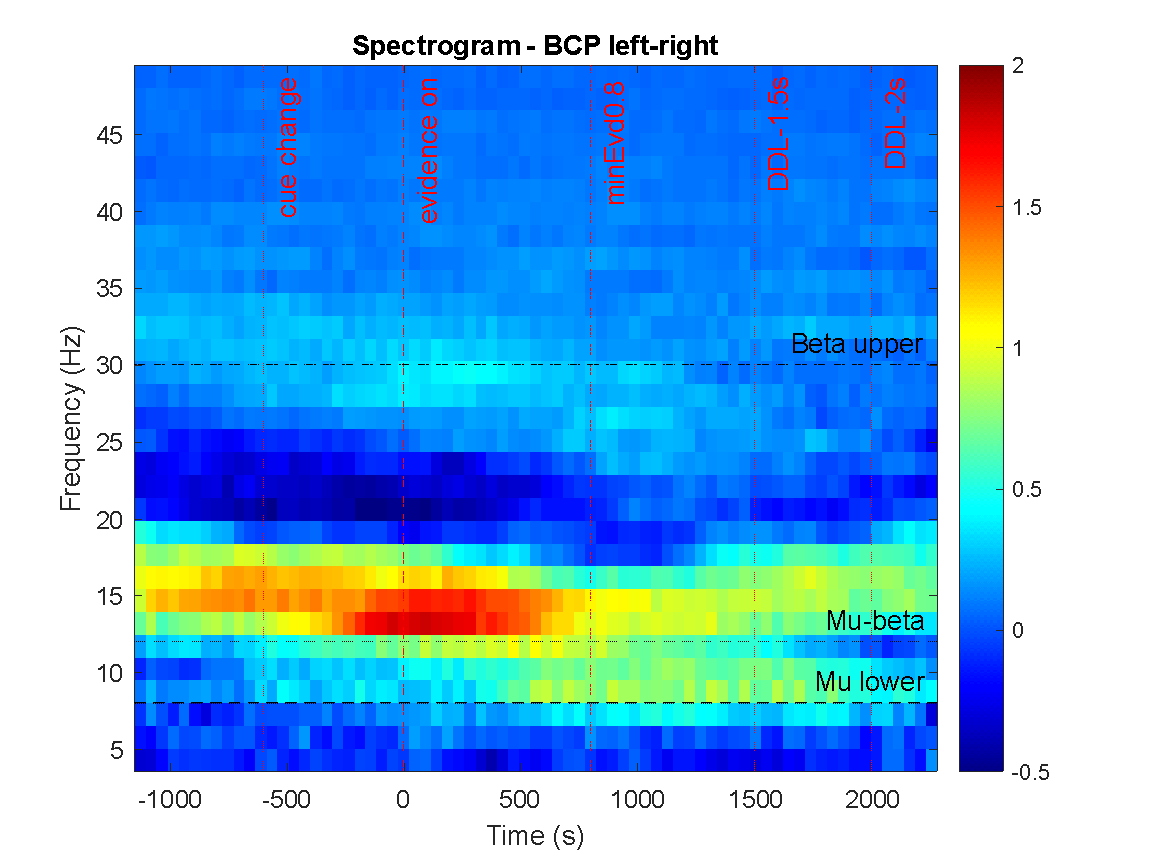 Spectrogram - BCP left-right
cue change
evidence on
minEvd0.8
DDL-1.5s
DDL-2s
Beta upper
Mu-beta
Mu lower
Frequency (Hz)
45
40
35
30
25
20
15
10
5
-1000
-500
0
500
1000
1500
2000
Time (s)
2
1.5
1
0.5
0
-0.5